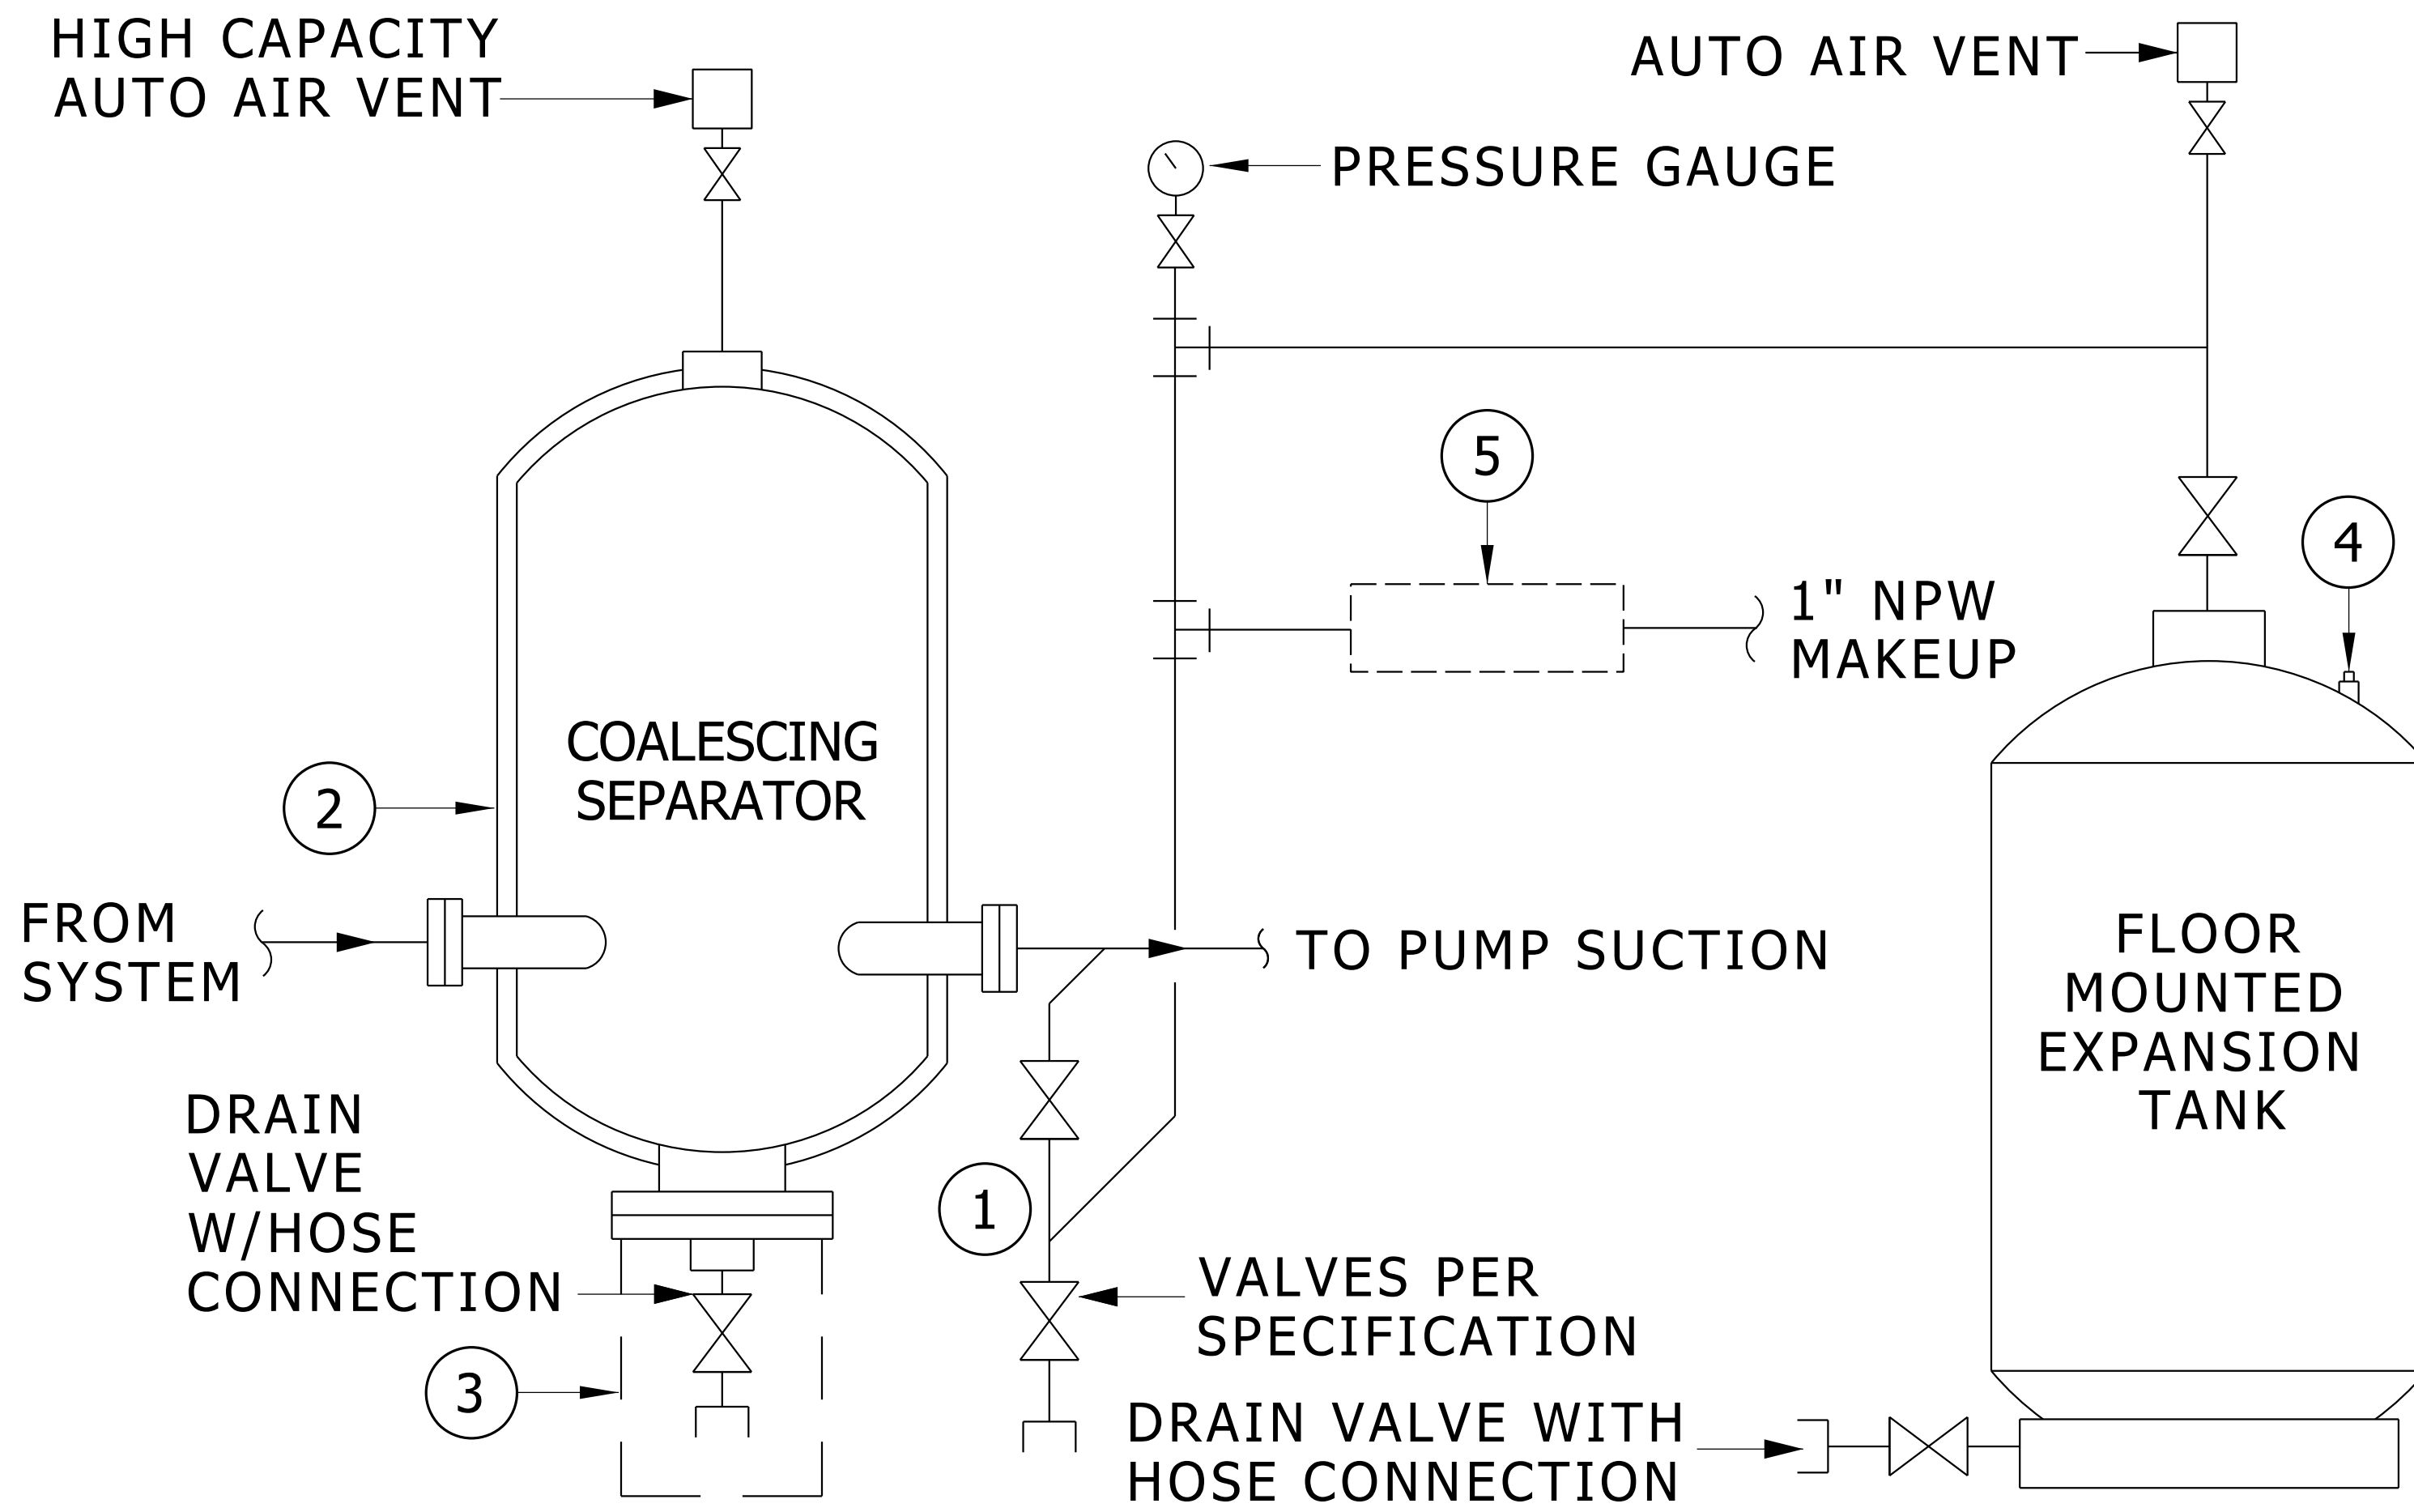 HIGH CAPACITY
AUTO AIR VENT
AUTO AIR VENT
PRESSURE GAUGE
5
4
1" NPW
MAKEUP
COALESCING
SEPARATOR
2
FROM
SYSTEM
TO PUMP SUCTION
FLOOR
MOUNTED
EXPANSION
TANK
DRAIN
VALVE
W/HOSE
CONNECTION
1
VALVES PER
SPECIFICATION
3
DRAIN VALVE WITH
HOSE CONNECTION